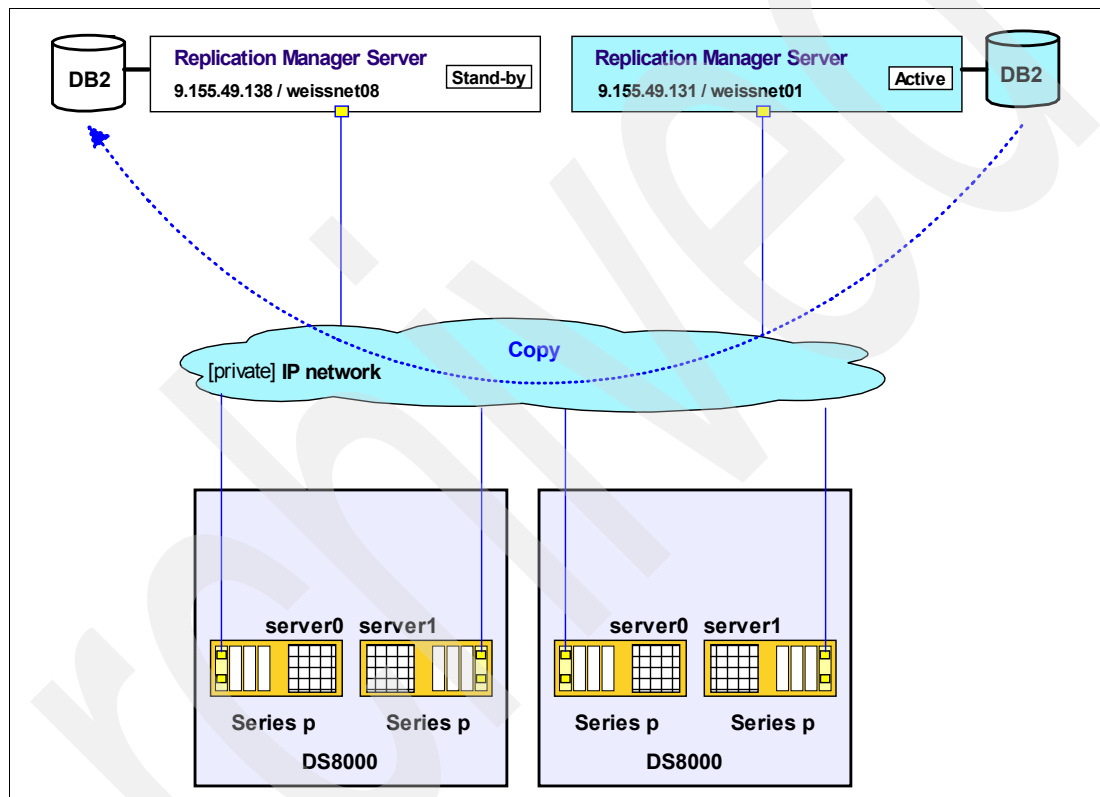 DB2
Replication Manager Server
Stand-by
9.155.49.138 / weissnet08
Replication Manager Server
Active
9.155.49.131 / weissnet01
DB2
Copy
[private] IP network
server0 server1
Series p Series p
DS8000
server0 server1
Series p Series p
DS8000